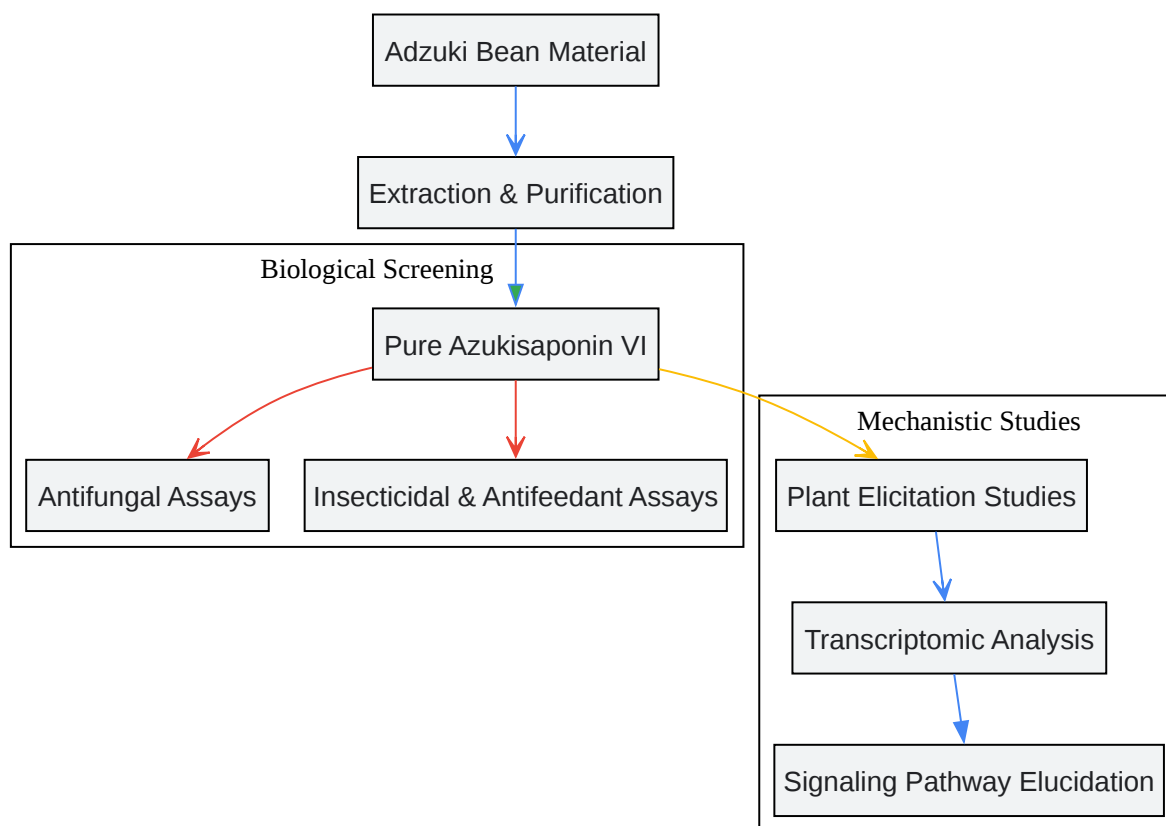 Adzuki Bean Material
Extraction & Purification
Biological Screening
Pure Azukisaponin VI
Mechanistic Studies
Antifungal Assays
Insecticidal & Antifeedant Assays
Plant Elicitation Studies
Transcriptomic Analysis
Signaling Pathway Elucidation